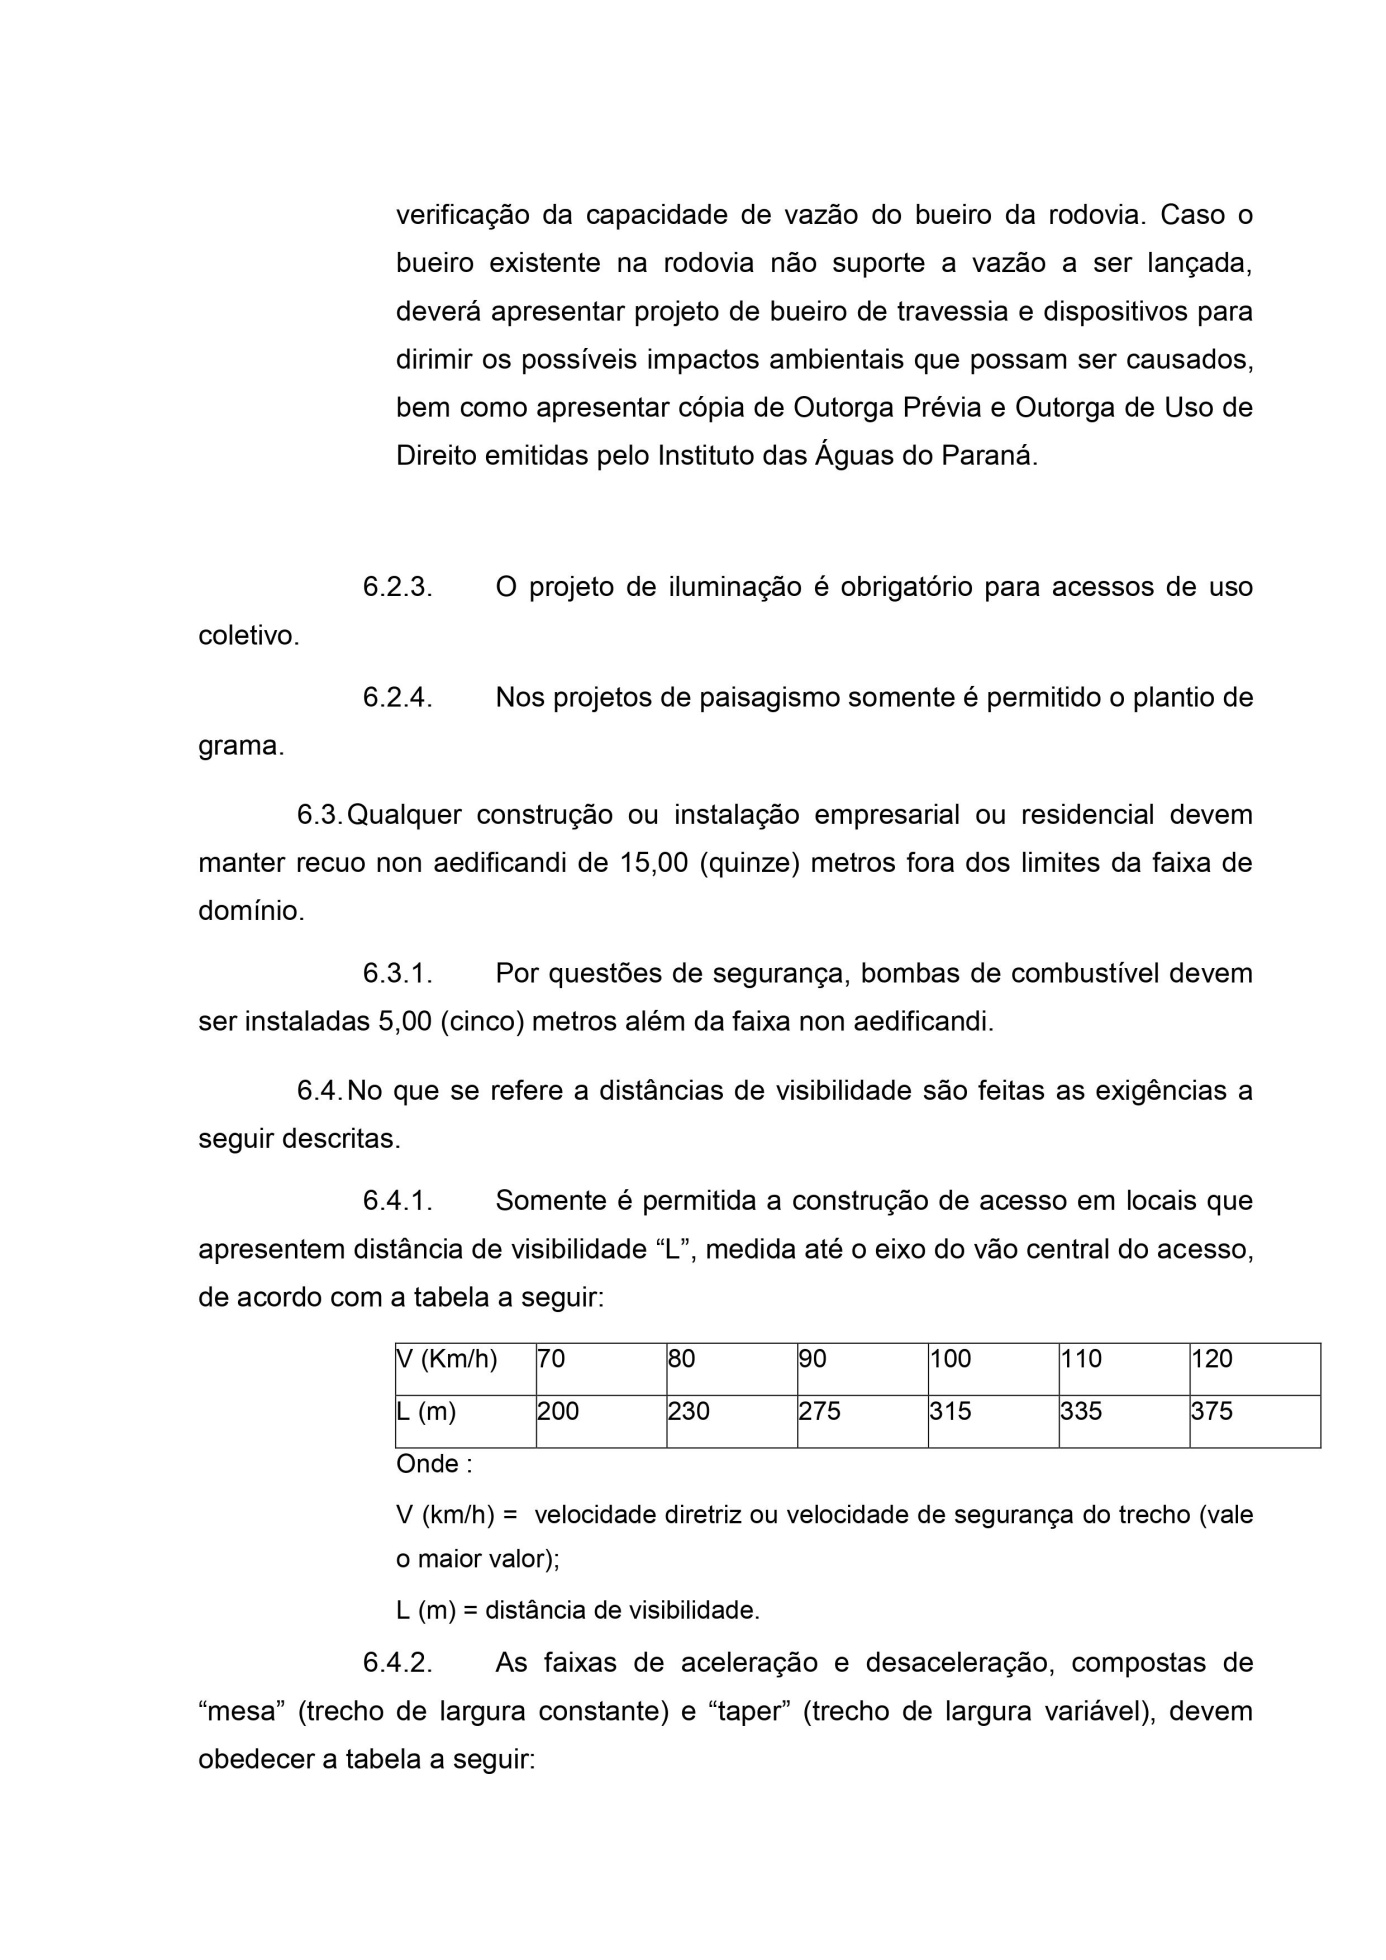 verificação da capacidade de vazão do bueiro da rodovia. Caso o
bueiro existente na rodovia não suporte a vazão a ser lançada,
deverá apresentar projeto de bueiro de travessia e dispositivos para
dirimir os possíveis impactos ambientais que possam ser causados,
bem como apresentar cópia de Outorga Prévia e Outorga de Uso de
Direito emitidas pelo Instituto das Águas do Paraná.
6.2.3. O projeto de iluminação é obrigatório para acessos de uso
coletivo.
6.2.4. Nos projetos de paisagismo somente é permitido o plantio de
grama.
6.3. Qualquer construção ou instalação empresarial ou residencial devem
manter recuo non aedificandi de 15,00 (quinze) metros fora dos limites da faixa de
domínio.
6.3.1. Por questões de segurança, bombas de combustível devem
ser instaladas 5,00 (cinco) metros além da faixa non aedificandi.
6.4. No que se refere a distâncias de visibilidade são feitas as exigências a
seguir descritas.
6.4.1. Somente é permitida a construção de acesso em locais que
apresentem distância de visibilidade “L”, medida até o eixo do vão central do acesso,
de acordo com a tabela a seguir:
V (Km/h) 70 80 90 100 110 120
L (m) 200 230 275 315 335 375
Onde :
V (km/h) = velocidade diretriz ou velocidade de segurança do trecho (vale
o maior valor);
L (m) = distância de visibilidade.
6.4.2. As faixas de aceleração e desaceleração, compostas de
“mesa” (trecho de largura constante) e “taper” (trecho de largura variável), devem
obedecer a tabela a seguir: